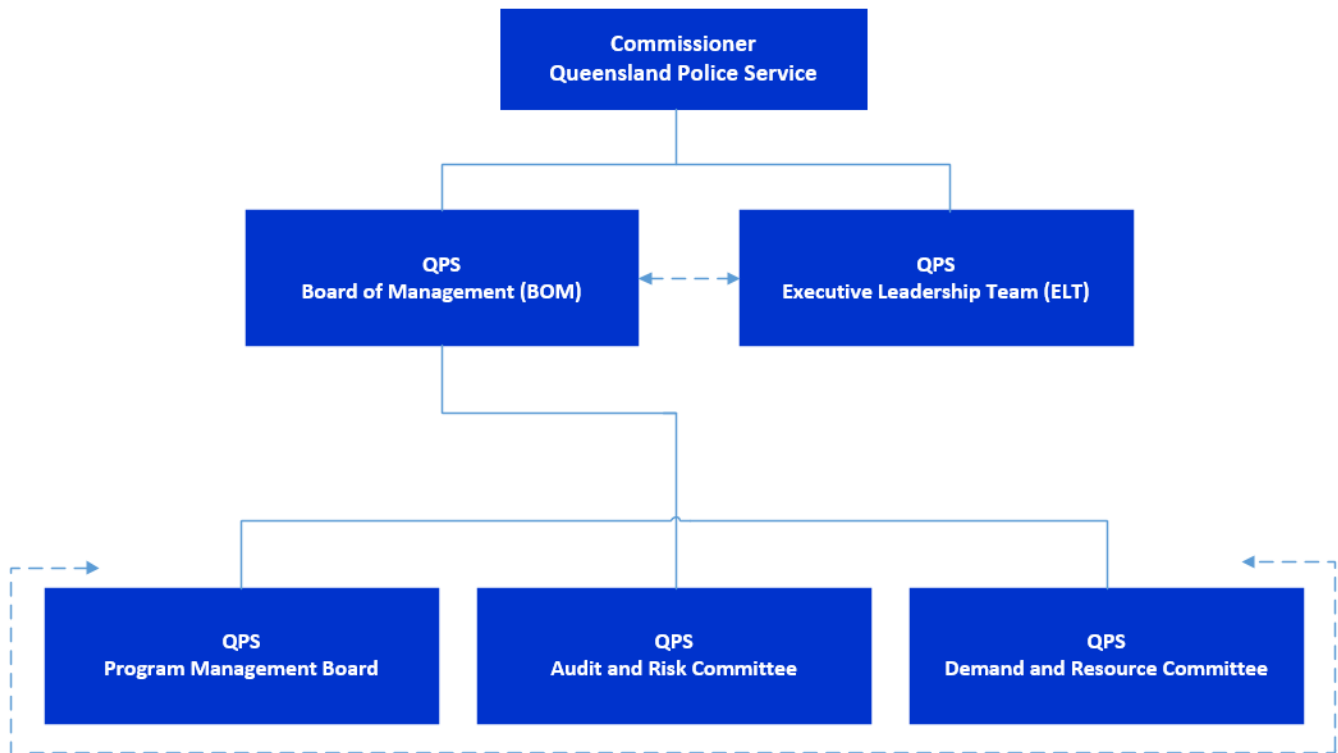 Commissioner
Queensland Police Service
QPS
Board of Management (BOM)
QPS
Executive Leadership Team (ELT)
QPS
Program Management Board
QPS
Audit and Risk Committee
QPS
Demand and Resource Committee